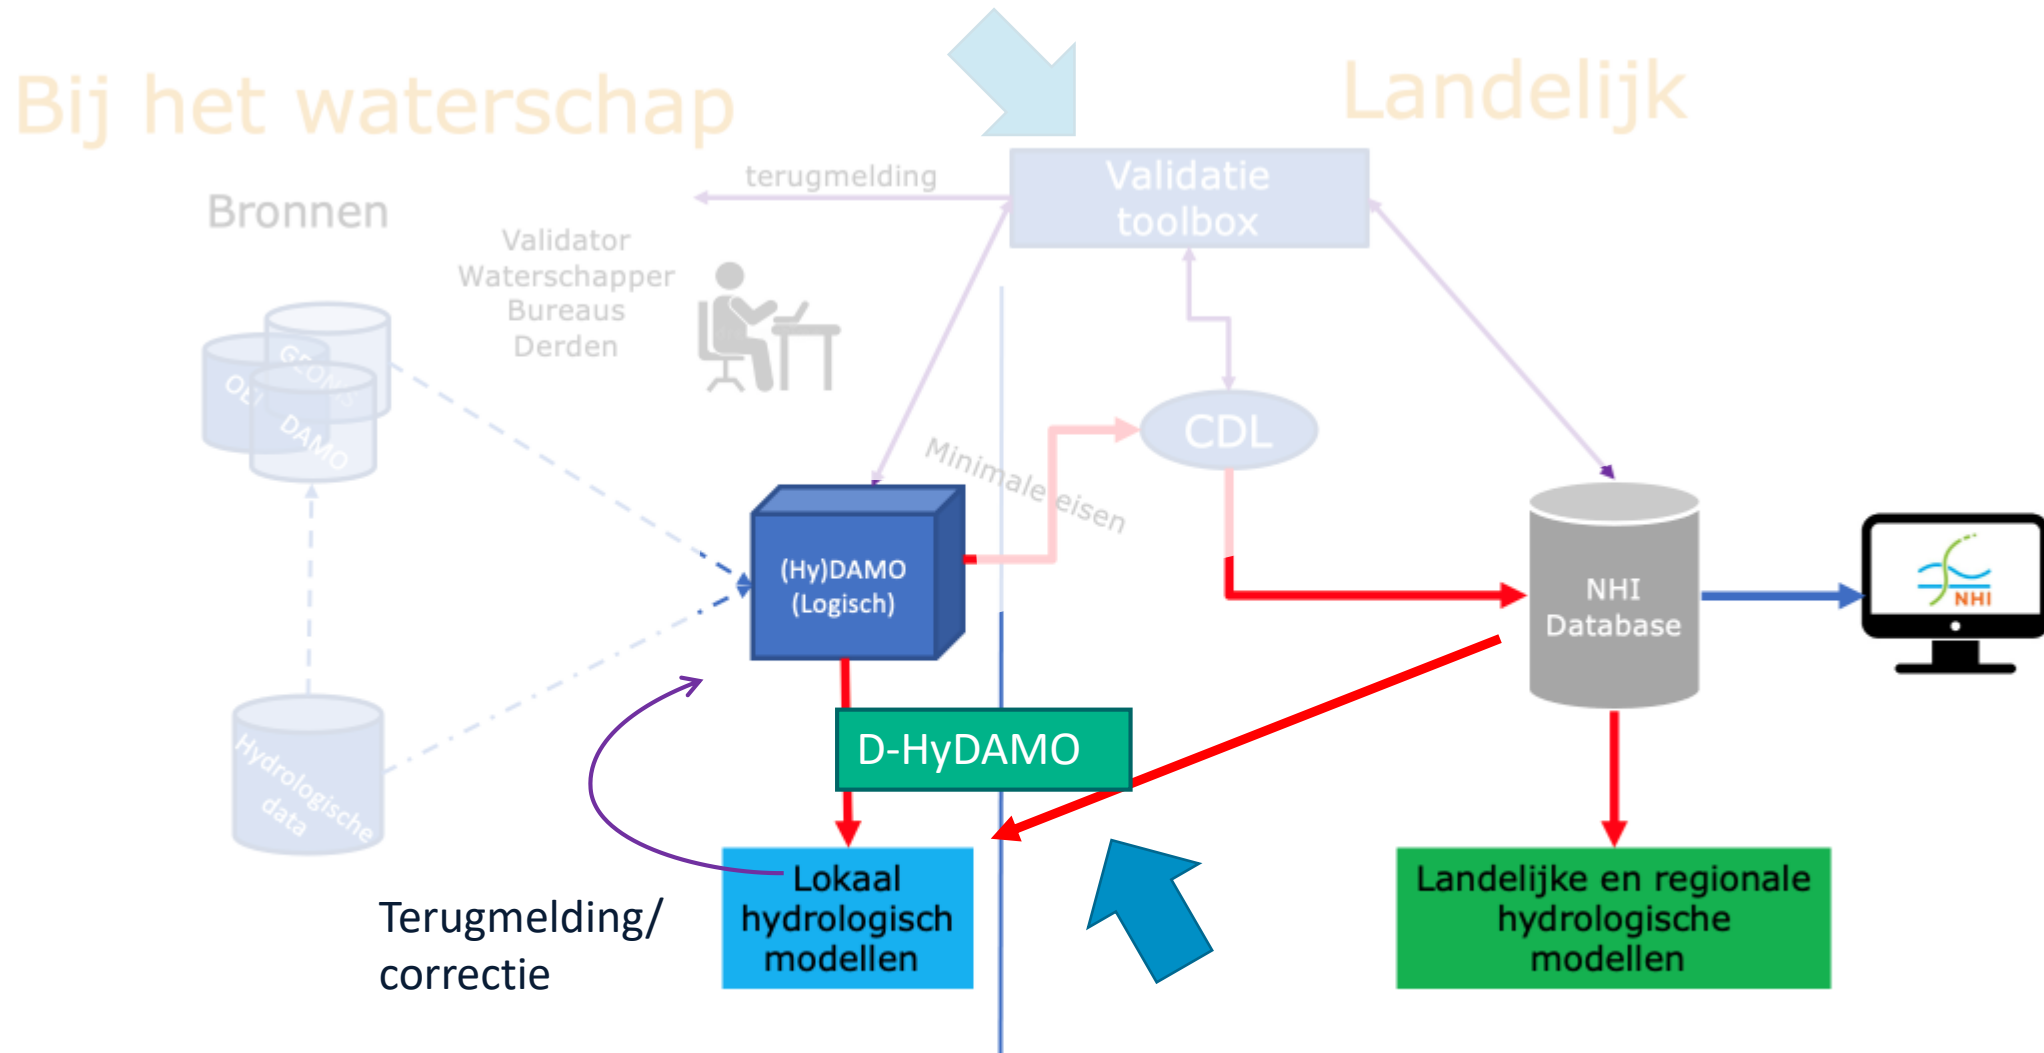 Bij het waterschap
Landelijk
terugmelding
Validatie
toolbox
Bronnen
Validator
Waterschapper
Bureaus
Derden
DAMO
CDL
Minimale eisen
(Hy)DAMO
(Logisch)
NHI
Database
NHI
D-HyDAMO
Hydrologische
data
Terugmelding/
correctie
Lokaal
hydrologisch
modellen
Landelijke en regionale
hydrologische
modellen